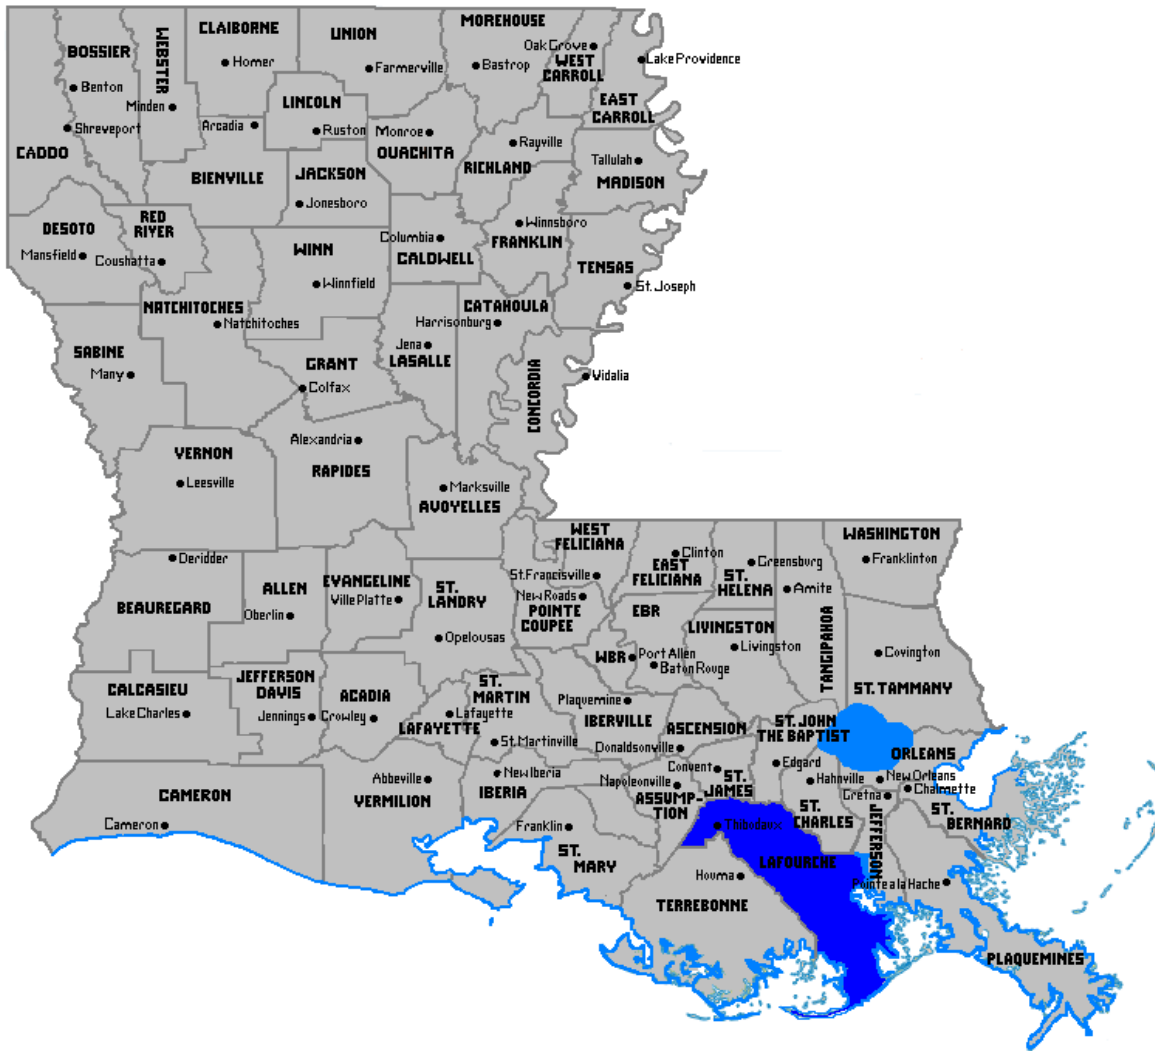 CLAIBORNE
UNION
MOREHOUSE
BOSSIER
WEBSTER
Oak Grove
WEST
CARROLL
Lake Providence
Homer
Farmerville
Bastrop
Benton
Minden
LINCOLN
EAST
CARROLL
Shreveport
Arcadia
Ruston
Monroe
OUACHITA
Rayville
CADDO
RICHLAND
Tallulah
MADISON
BIENVILLE
JACKSON
Jonesboro
DESOTO
RED
RIVER
Winnsboro
FRANKLIN
Columbia
CALDWELL
Mansfield
Coushatta
WINN
Winnfield
TENSAS
St. Joseph
NATCHITOCHES
Natchitoches
CATAHOULA
Harrisonburg
SABINE
Many
GRANT
Colfax
Jena
LASALLE
CONCORDIA
Vidalia
Alexandria
RAPIDES
VERNON
Leesville
Marksville
AVOYELLES
WEST
FELICIANA
WASHINGTON
Franklinton
Deridder
Clinton
EAST
FELICIANA
Greensburg
ST.
HELENA
St. Francisville
Amite
BEAUREGARD
ALLEN
Oberlin
EVANGELINE
Ville Platte
ST.
LANDRY
New Roads
POINTE
COUPEE
EBR
LIVINGSTON
Livingston
TANGIPAHOA
Opelousas
WBR
Port Allen
Baton Rouge
Covington
ST. TAMMANY
CALCASIEU
Lake Charles
JEFFERSON
DAVIS
Jennings
ACADIA
Crowley
LAFAYETTE
Lafayette
ST.
MARTIN
St. Martinville
Plaquemine
IBERVILLE
ASCENSION
Donaldsonville
ST. JOHN
THE BAPTIST
ORLEANS
Edgard
Convent
ST.
JAMES
Hahnville
New Orleans
Chalmette
Gretna
CAMERON
Cameron
Abbeville
VERMILION
New Iberia
IBERIA
Napoleonville
ASSUMP-
TION
ST.
CHARLES
JEFFERSON
ST.
BERNARD
Franklin
ST.
MARY
Thibodaux
LAFOURCHE
Houma
TERREBONNE
Pointe a la Hache
PLAQUEMINES